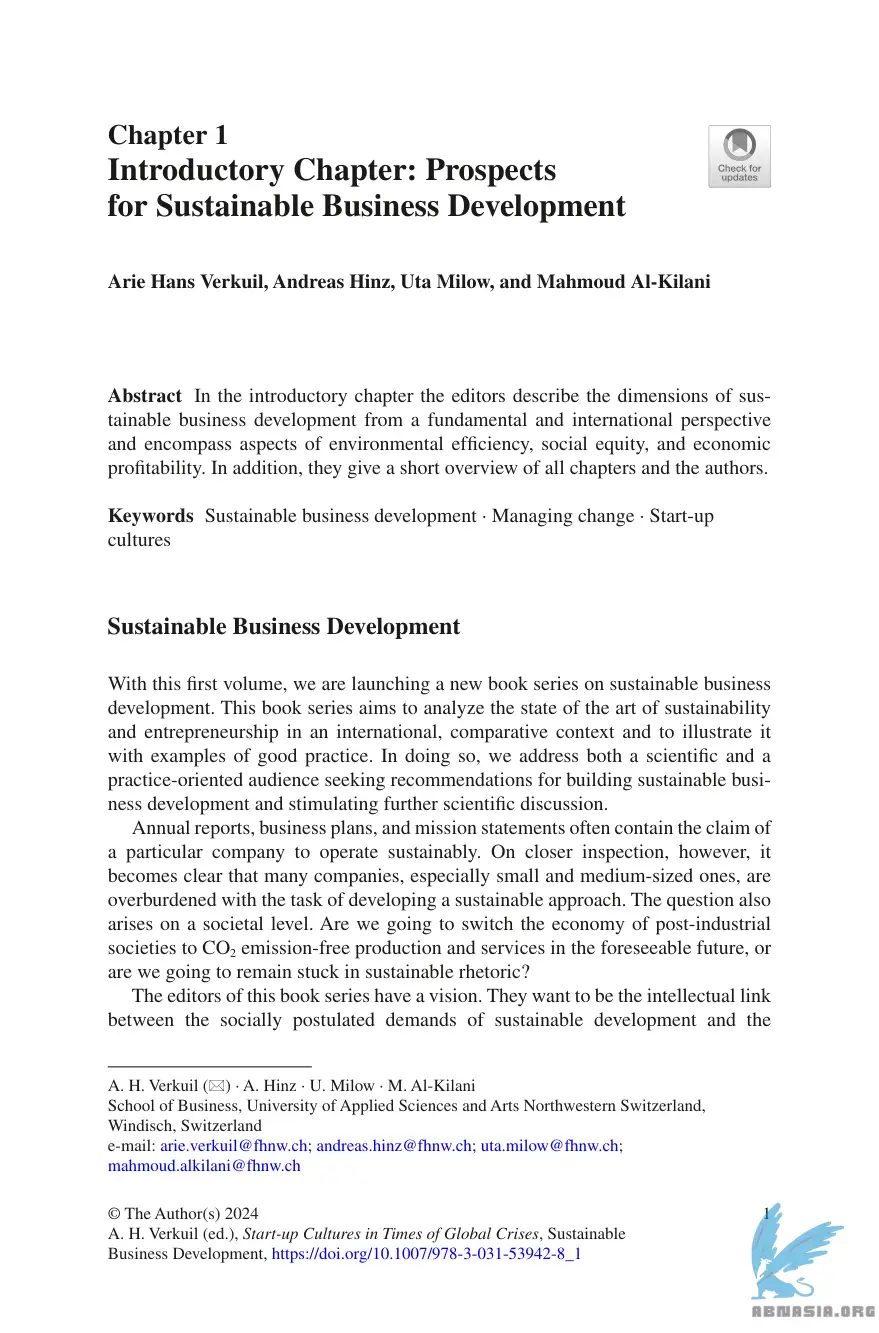 Chapter 1
Introductory Chapter: Prospects
for Sustainable Business Development
Check for
updates
Arie Hans Verkuil, Andreas Hinz, Uta Milow, and Mahmoud Al-Kilani
Abstract In the introductory chapter the editors describe the dimensions of sus-
tainable business development from a fundamental and international perspective
and encompass aspects of environmental efficiency, social equity, and economic
profitability. In addition, they give a short overview of all chapters and the authors.
Keywords Sustainable business development · Managing change · Start-up
cultures
Sustainable Business Development
With this first volume, we are launching a new book series on sustainable business
development. This book series aims to analyze the state of the art of sustainability
and entrepreneurship in an international, comparative context and to illustrate it
with examples of good practice. In doing so, we address both a scientific and a
practice-oriented audience seeking recommendations for building sustainable busi-
ness development and stimulating further scientific discussion.
Annual reports, business plans, and mission statements often contain the claim of
a particular company to operate sustainably. On closer inspection, however, it
becomes clear that many companies, especially small and medium-sized ones, are
overburdened with the task of developing a sustainable approach. The question also
arises on a societal level. Are we going to switch the economy of post-industrial
societies to CO₂ emission-free production and services in the foreseeable future, or
are we going to remain stuck in sustainable rhetoric?
The editors of this book series have a vision. They want to be the intellectual link
between the socially postulated demands of sustainable development and the
A. H. Verkuil (✉) · A. Hinz · U. Milow · M. Al-Kilani
School of Business, University of Applied Sciences and Arts Northwestern Switzerland,
Windisch, Switzerland
e-mail: arie.verkuil@fhnw.ch; andreas.hinz@fhnw.ch; uta.milow@fhnw.ch;
mahmoud.alkilani@fhnw.ch
© The Author(s) 2024
1
A. H. Verkuil (ed.), Start-up Cultures in Times of Global Crises, Sustainable
Business Development, https://doi.org/10.1007/978-3-031-53942-8_1
ABNASIA.ORG